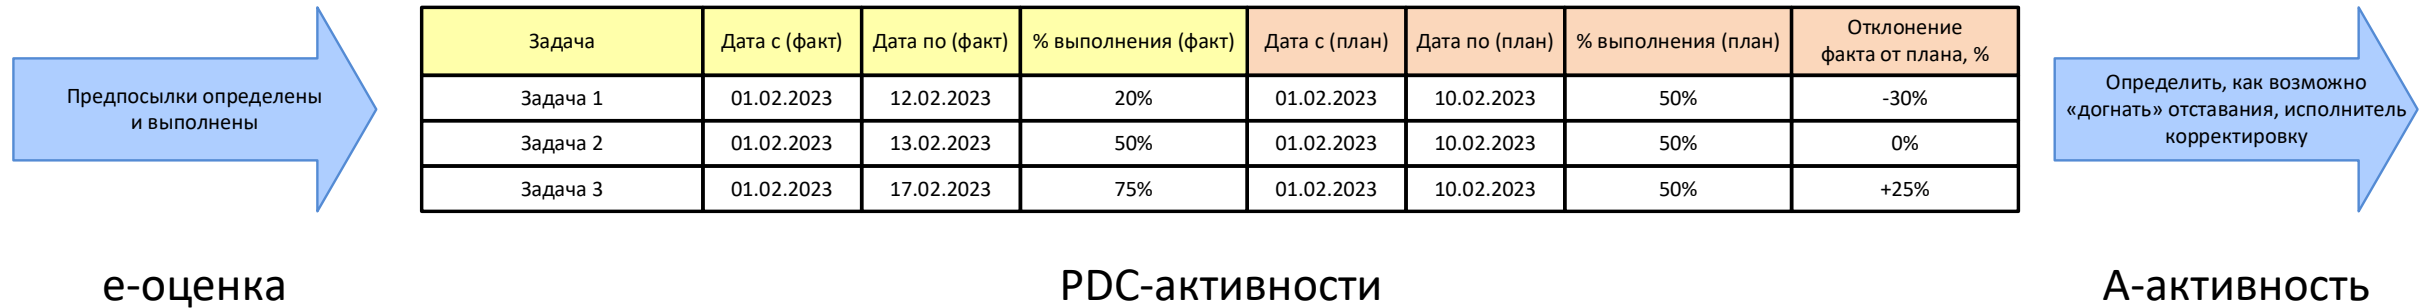 Предпосылки определены
и выполнены
Задача Дата с (факт) Дата по (факт) % выполнения (факт) Дата с (план) Дата по (план) % выполнения (план) Отклонение
факта от плана, %
Задача 1 01.02.2023 12.02.2023 20% 01.02.2023 10.02.2023 50% -30%
Задача 2 01.02.2023 13.02.2023 50% 01.02.2023 10.02.2023 50% 0%
Задача 3 01.02.2023 17.02.2023 75% 01.02.2023 10.02.2023 50% +25%
Определить, как возможно
«догнать» отставания, исполнитель
корректировку
е-оценка
PDC-активности
А-активность